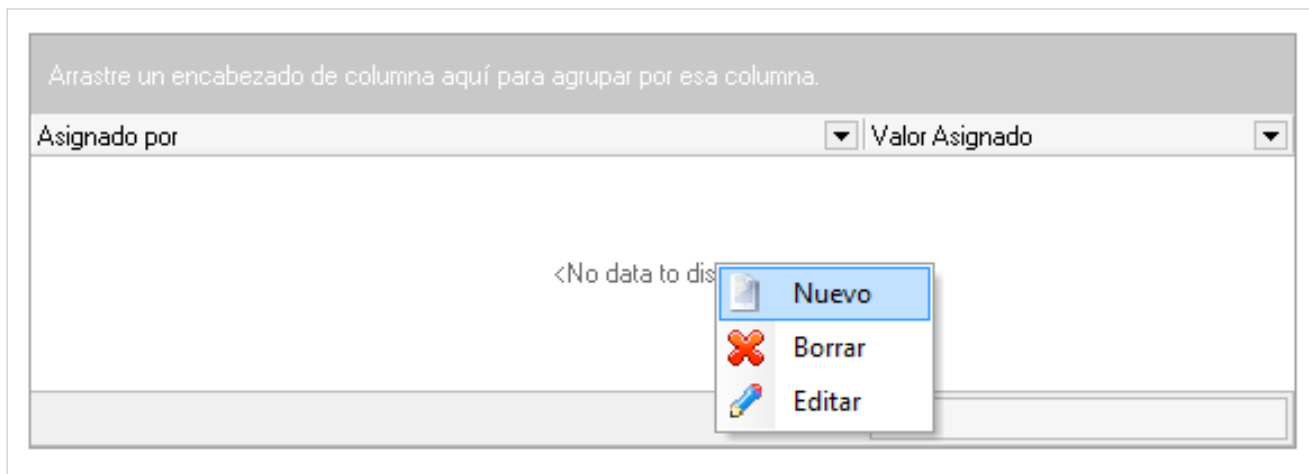 Arrastre un encabezado de columna aquí para agrupar por esa columna.
Asignado por Valor Asignado
<No data to dis
Nuevo
Borrar
Editar